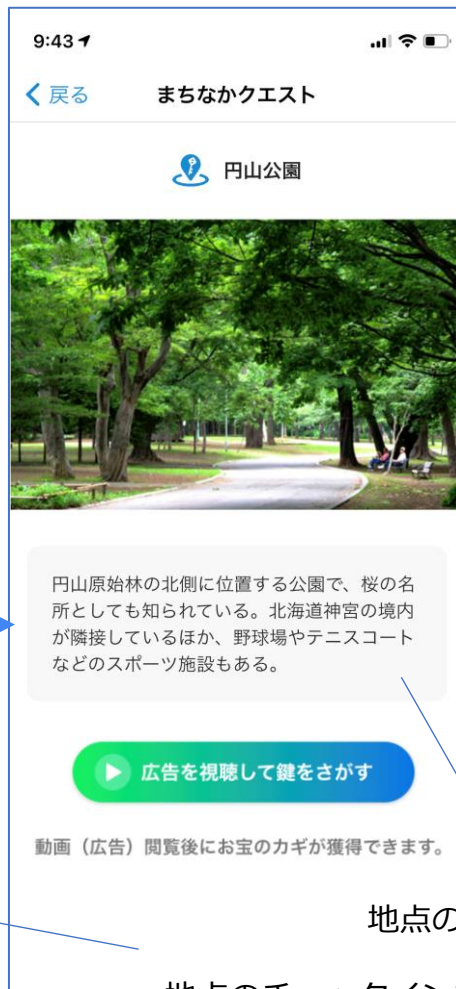 9:43
戻る
まちなかクエスト
円山公園
円山原始林の北側に位置する公園で、桜の名
所としても知られている。北海道神宮の境内
が隣接しているほか、野球場やテニスコート
などのスポーツ施設もある。
広告を視聴して鍵をさがす
動画（広告）閲覧後にお宝のカギが獲得できます。
地点の